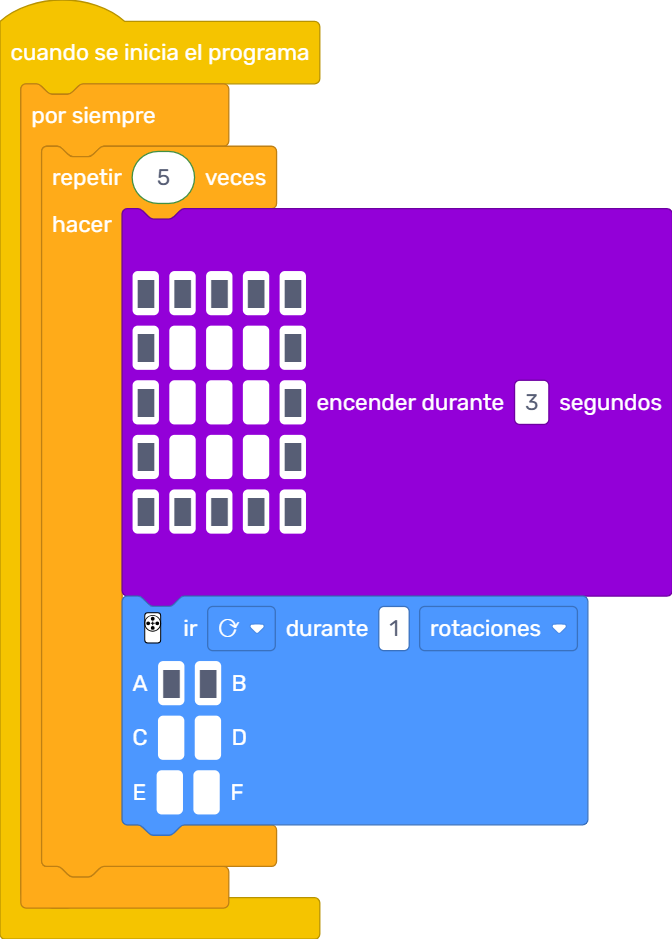 cuando se inicia el programa
por siempre
repetir 5 veces
hacer
encender durante 3 segundos
ir durante 1 rotaciones
A B
C D
E F